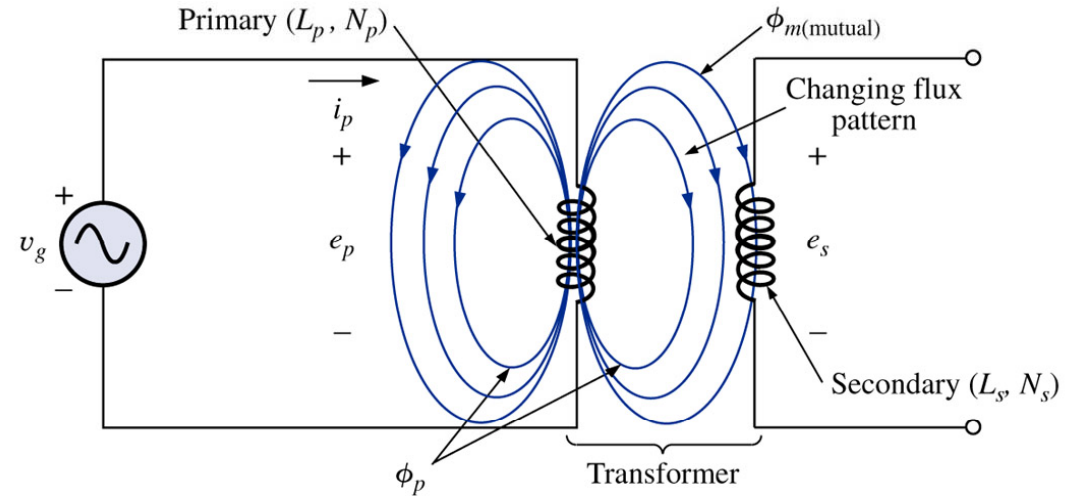 Primary (Lp, Np)
ϕm(mutual)
ip
Changing flux
pattern
+
+
+
vg
ep
es
−
−
−
Secondary (Ls, Ns)
ϕp
Transformer